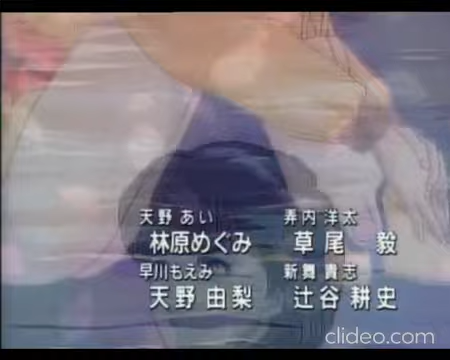 天野 あい 弄内 洋太
林原めぐみ 草尾 毅
早川もえみ 新舞 貴志
天野 由梨 辻谷 耕史
clideo.com